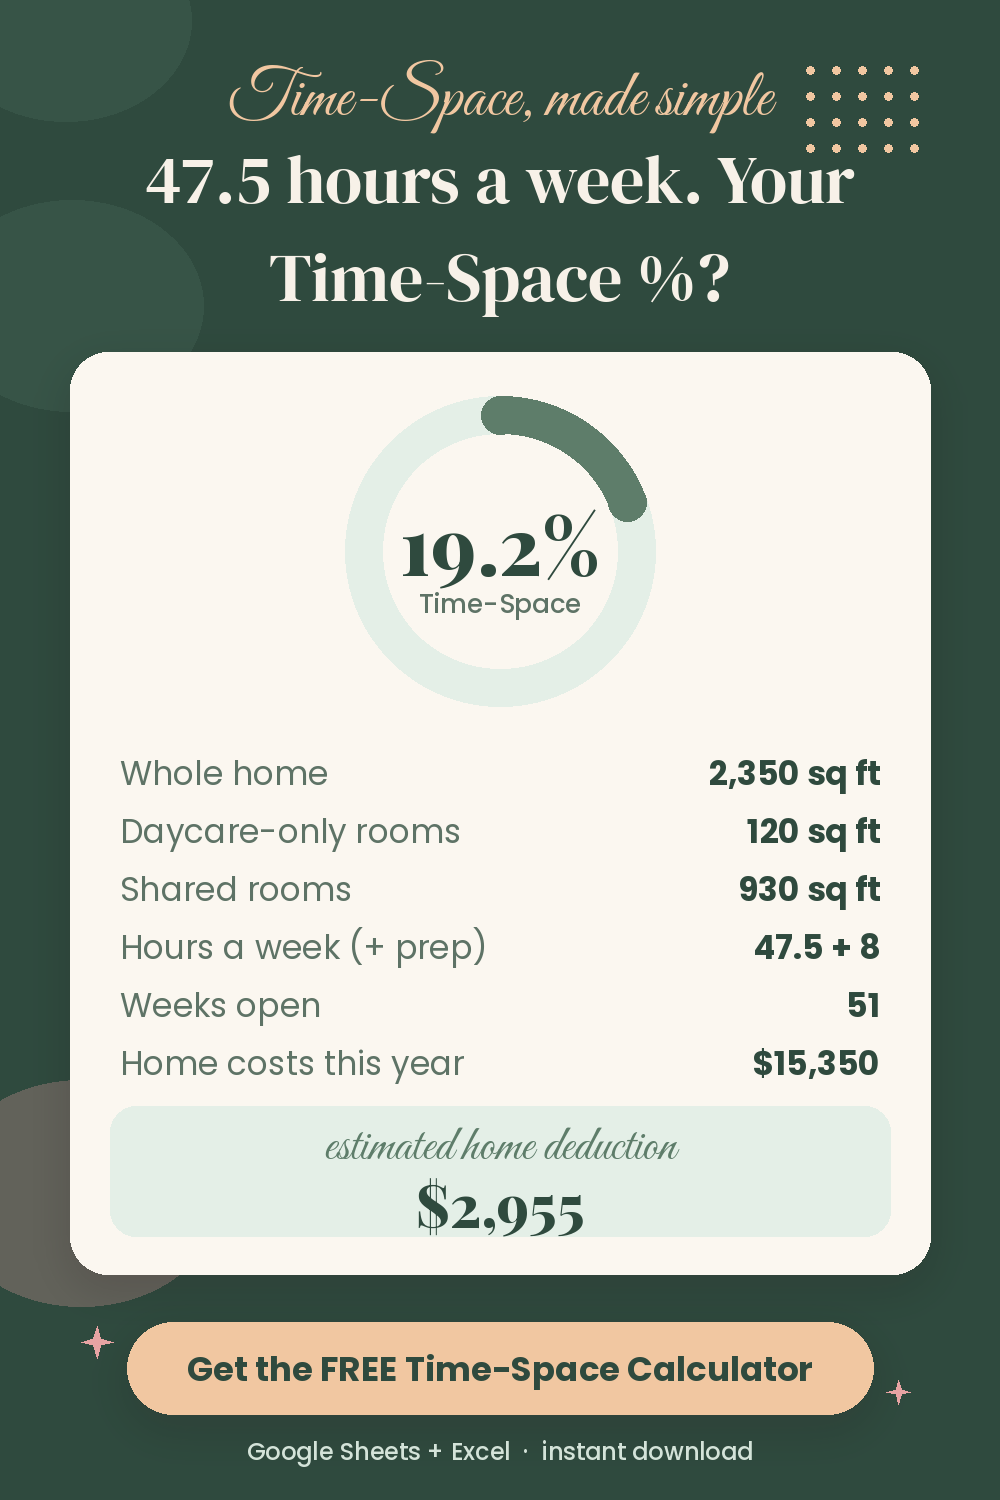 Time-Space, made simple
47.5 hours a week. Your
Time-Space %?
19.2%
Time-Space
Whole home 2,350 sq ft
Daycare-only rooms 120 sq ft
Shared rooms 930 sq ft
Hours a week (+ prep) 47.5 + 8
Weeks open 51
Home costs this year $15,350
estimated home deduction
$2,955
Get the FREE Time-Space Calculator
Google Sheets + Excel · instant download